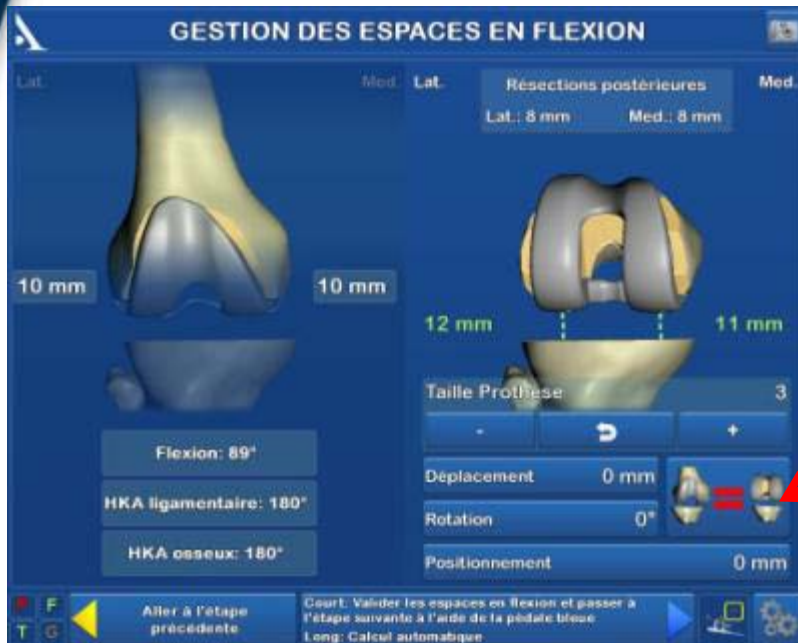 GESTION DES ESPACES EN FLEXION
Lat. Med.
Lat. Résections postérieures Med.
Lat.: 8 mm Med.: 8 mm
10 mm 10 mm
12 mm 11 mm
Taille Prothèse 3
- +
Flexion: 89°
HKA ligamentaire: 180°
HKA osseux: 180°
Déplacement 0 mm
Rotation 0°
Positionnement 0 mm
P F
T G
Aller à l'étape
précédente
Court: Valider les espaces en flexion et passer à
l'étape suivante à l'aide de la pédale bleue
Long: Calcul automatique